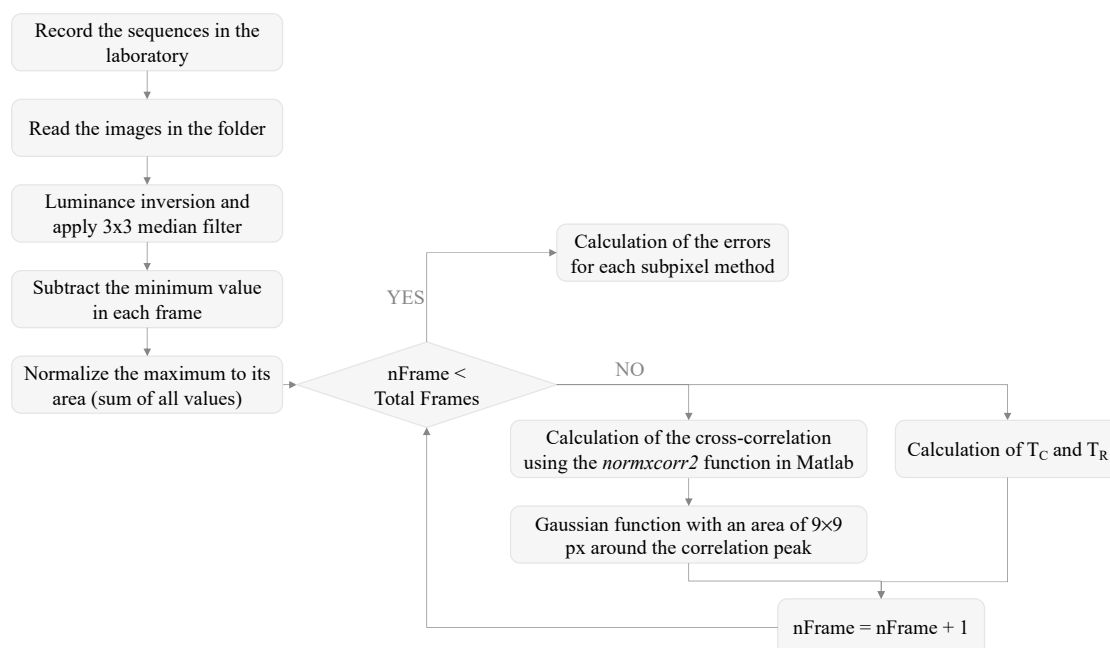 Record the sequences in the
laboratory
Read the images in the folder
Luminance inversion and
apply 3x3 median filter
Subtract the minimum value
in each frame
Normalize the maximum to its
area (sum of all values)
nFrame <
Total Frames
YES
Calculation of the errors
for each subpixel method
NO
Calculation of the cross-correlation
using the normxcorr2 function in Matlab
Gaussian function with an area of 9×9
px around the correlation peak
Calculation of T_C and T_R
nFrame = nFrame + 1